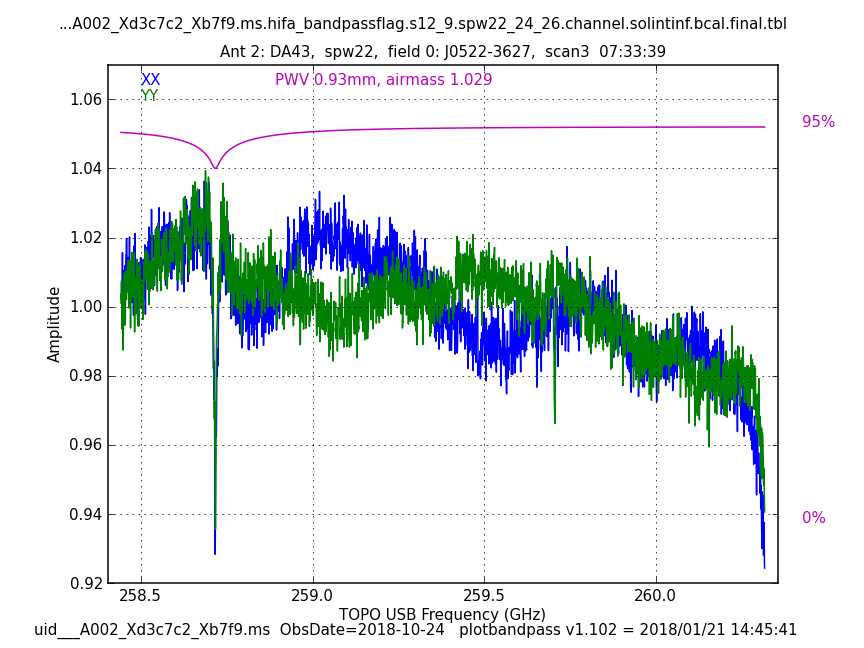 ...A002_Xd3c7c2_Xb7f9.ms.hifa_bandpassflag.s12_9.spw22_24_26.channel.solintinf.bcal.final.tbl
Ant 2: DA43,  spw22,  field 0: J0522-3627,  scan3  07:33:39
XX
PWV 0.93mm, airmass 1.029
YY
1.06
95%
1.04
1.02
1.00
Amplitude
0.98
0.96
0.94
0%
0.92
258.5 259.0 259.5 260.0
TOPO USB Frequency (GHz)
uid___A002_Xd3c7c2_Xb7f9.ms  ObsDate=2018-10-24   plotbandpass v1.102 = 2018/01/21 14:45:41